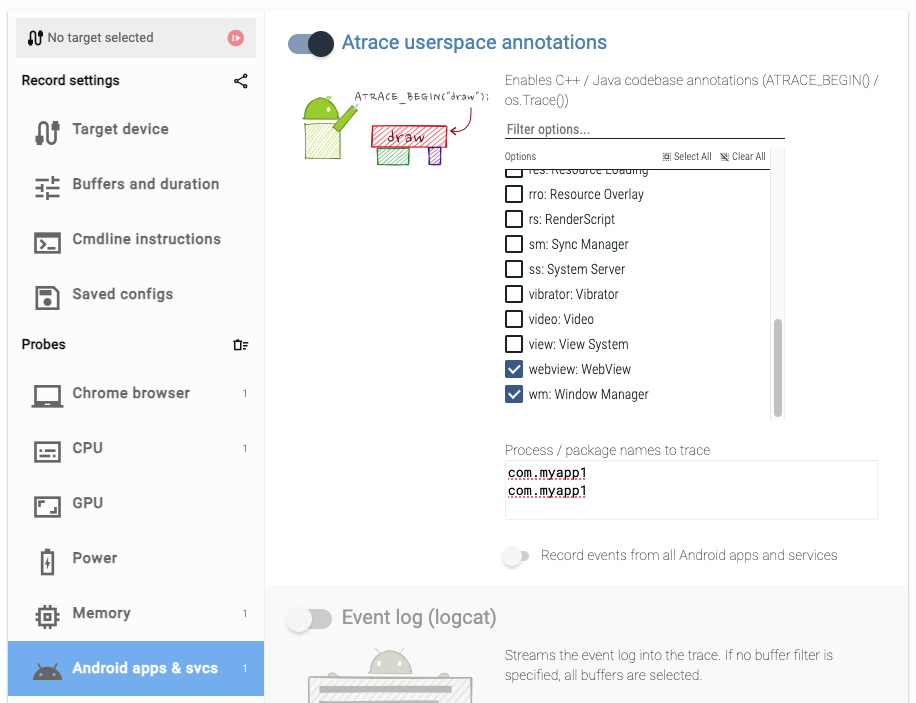 No target selected
Record settings
Target device
Buffers and duration
Cmdline instructions
Saved configs
Probes
Chrome browser 1
CPU 1
GPU
Power
Memory 1
Android apps & svcs 1
Atrace userspace annotations
ATRACE_BEGIN("draw");
draw
Enables C++ / Java codebase annotations (ATRACE_BEGIN() /
os.Trace())
Filter options...
Options Select All Clear All
res: Resource Loading
rro: Resource Overlay
rs: RenderScript
sm: Sync Manager
ss: System Server
vibrator: Vibrator
video: Video
view: View System
webview: WebView
wm: Window Manager
Process / package names to trace
com.myapp1
com.myapp1
Record events from all Android apps and services
Event log (logcat)
Streams the event log into the trace. If no buffer filter is
specified, all buffers are selected.